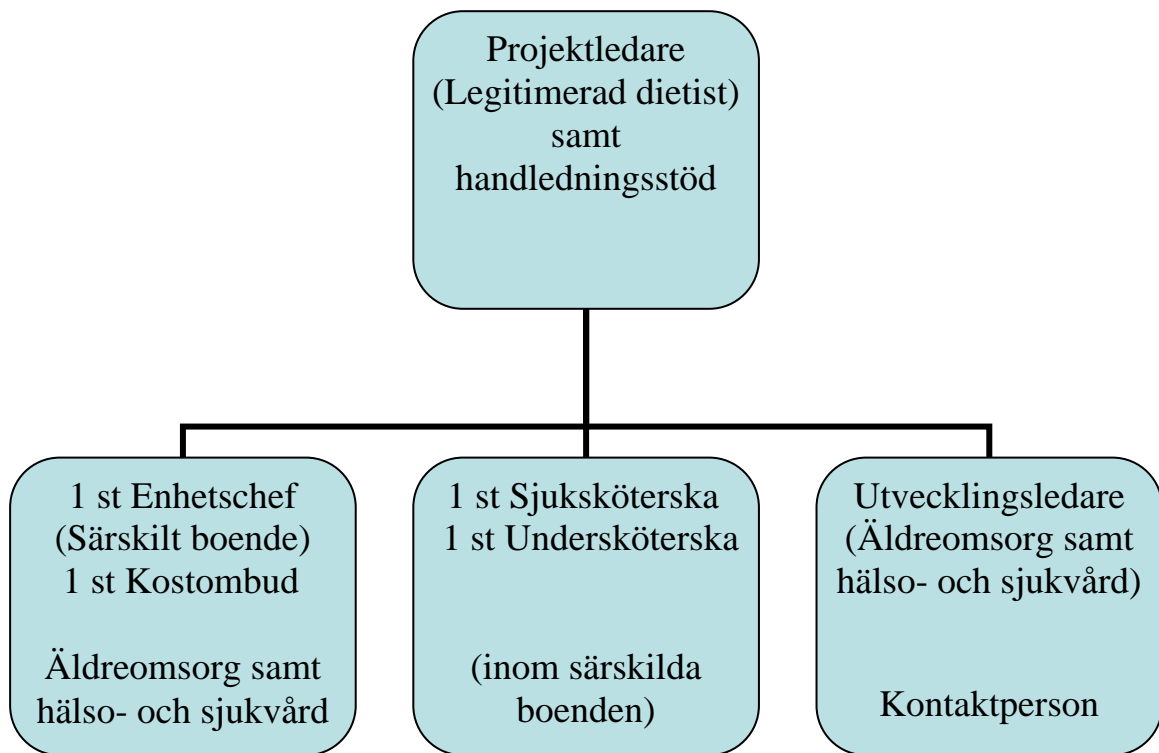 Projektledare
(Legitimerad dietist)
samt
handledningsstöd
1 st Enhetschef
(Särskilt boende)
1 st Kostombud
Äldreomsorg samt
hälso- och sjukvård
1 st Sjuksköterska
1 st Undersköterska
(inom särskilda
boenden)
Utvecklingsledare
(Äldreomsorg samt
hälso- och sjukvård)
Kontaktperson